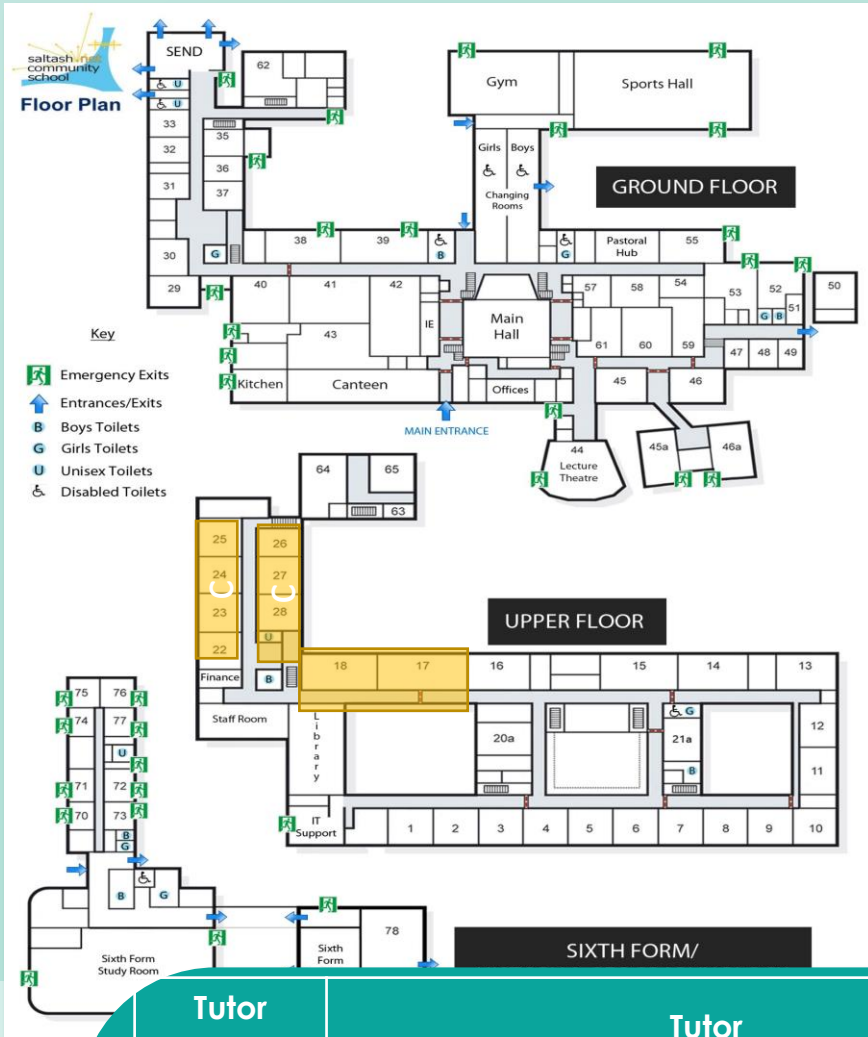 saltash.net
community
school
Floor Plan
SEND
U
U
33
32
31
30
29
35
36
37
G
62
38
39
B
40
41
42
43
IE
Kitchen
Canteen
Gym
Sports Hall
Girls
Boys
Changing
Rooms
GROUND FLOOR
G
Pastoral
Hub
55
Main
Hall
Offices
MAIN ENTRANCE
57
58
54
53
52
51
50
G
B
61
60
59
47
48
49
45
46
44
Lecture
Theatre
45a
46a
Key
Emergency Exits
Entrances/Exits
B Boys Toilets
G Girls Toilets
U Unisex Toilets
Disabled Toilets
64
65
63
25
24
23
22
C
26
27
28
C
U
B
Finance
Staff Room
UPPER FLOOR
18
17
16
15
14
13
12
11
Library
20a
21a
G
B
IT
Support
1
2
3
4
5
6
7
8
9
10
75
76
74
77
U
71
72
70
73
B
G
B
G
Sixth Form
Study Room
Sixth
Form
78
SIXTH FORM/
Tutor
Tutor